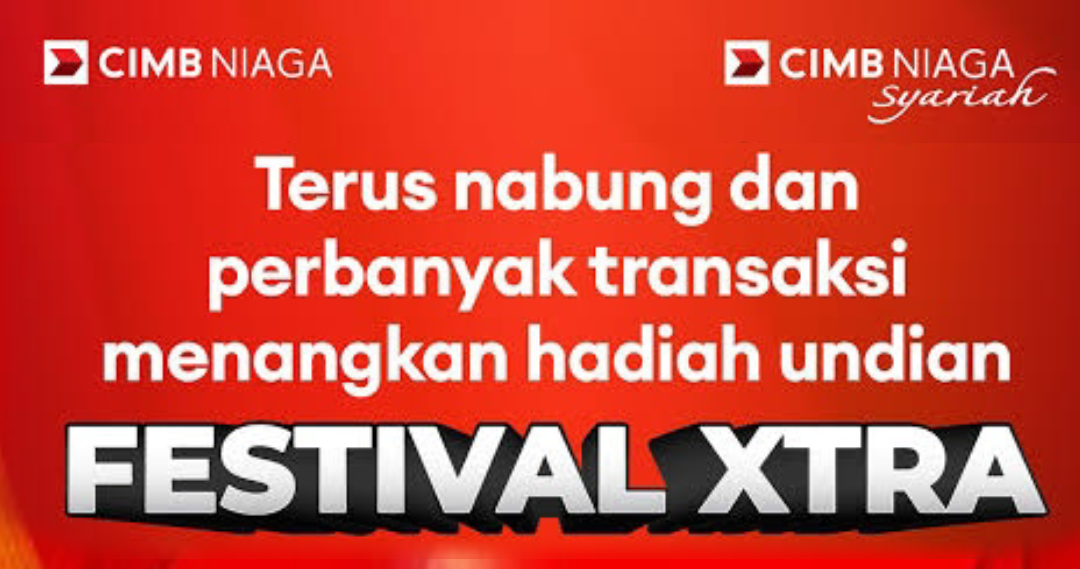 CIMB NIAGA
CIMB NIAGA
syariah
Terus nabung dan
perbanyak transaksi
menangkan hadiah undian
FESTIVAL XTRA